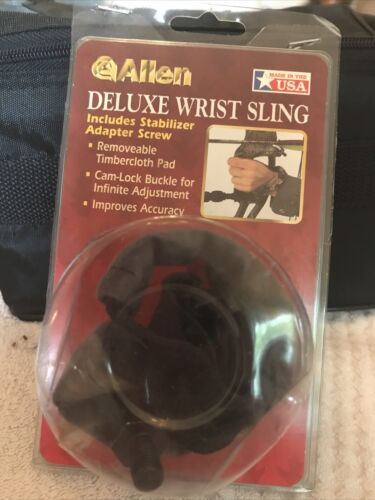 Allen
MADE IN THE
USA
DELUXE WRIST SLING
Includes Stabilizer
Adapter Screw
▪ Removeable
Timbercloth Pad
▪ Cam-Lock Buckle for
Infinite Adjustment
▪ Improves Accuracy